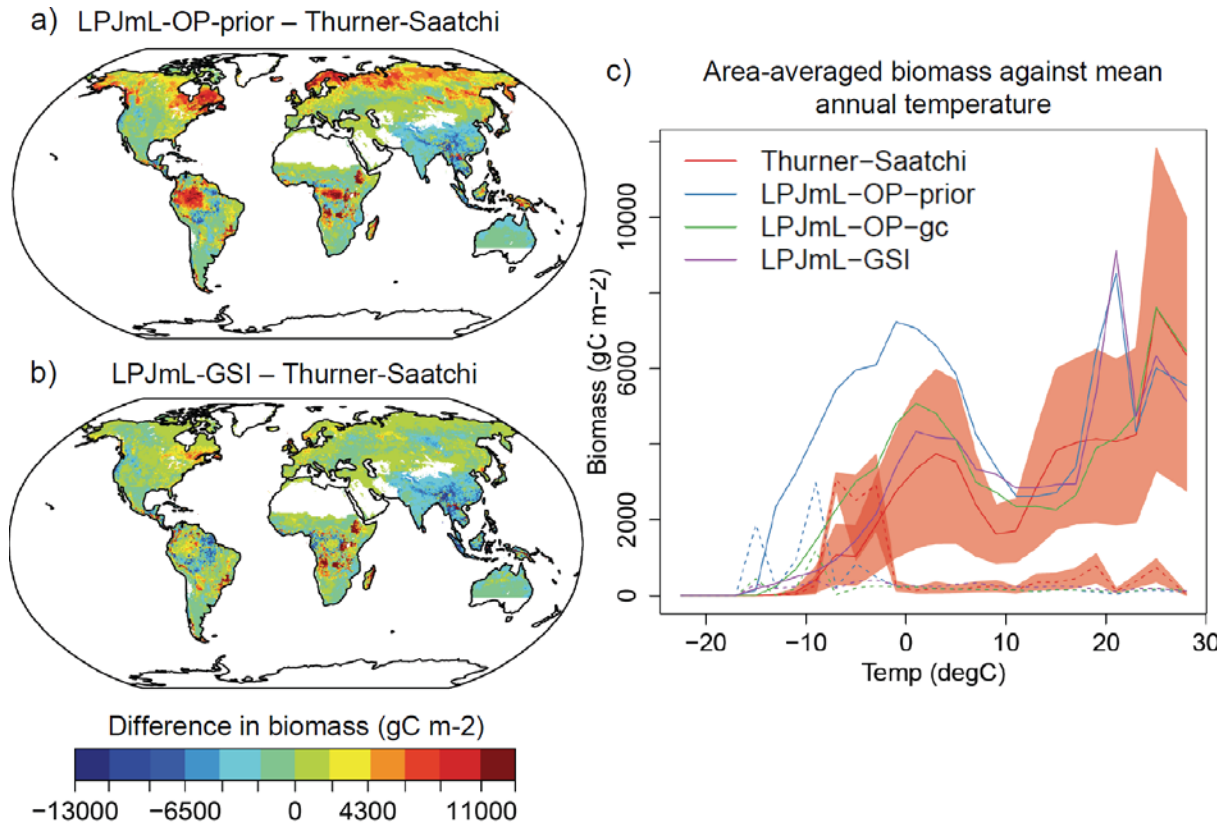 a) LPJmL-OP-prior – Thurner-Saatchi
b) LPJmL-GSI – Thurner-Saatchi
Difference in biomass (gC m-2)
−13000 −6500 0 4300 11000
c) Area-averaged biomass against mean
annual temperature
Thurner−Saatchi
LPJmL−OP−prior
LPJmL−OP−gc
LPJmL−GSI
Biomass (gC m−2)
0 2000 6000 10000
−20 −10 0 10 20 30
Temp (degC)